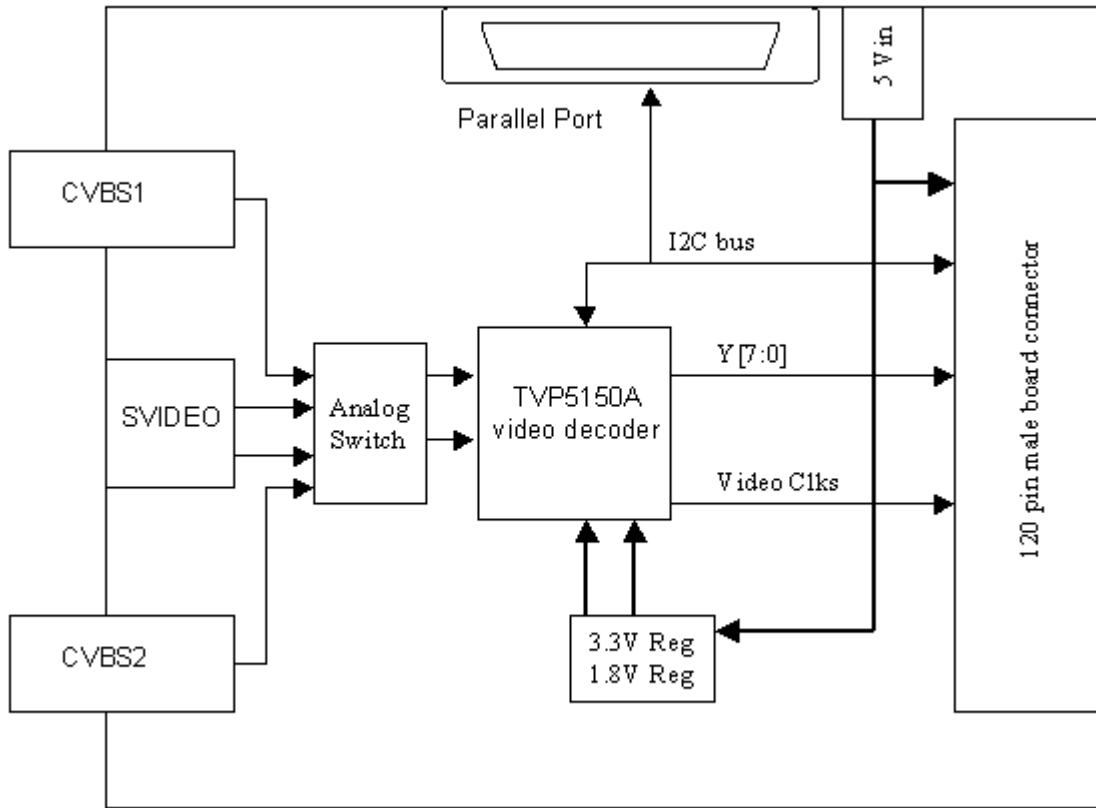 Parallel Port
5 Vin
CVBS1
I2C bus
SVIDEO
Analog
Switch
TVP5150A
video decoder
Y[7:0]
Video Clks
120 pin male board connector
CVBS2
3.3V Reg
1.8V Reg